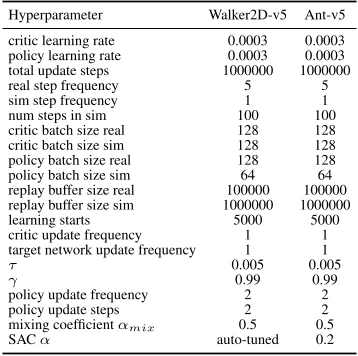 Hyperparameter Walker2D-v5 Ant-v5
critic learning rate 0.0003 0.0003
policy learning rate 0.0003 0.0003
total update steps 1000000 1000000
real step frequency 5 5
sim step frequency 1 1
num steps in sim 100 100
critic batch size real 128 128
critic batch size sim 128 128
policy batch size real 128 128
policy batch size sim 64 64
replay buffer size real 100000 100000
replay buffer size sim 1000000 1000000
learning starts 5000 5000
critic update frequency 1 1
target network update frequency 1 1
τ 0.005 0.005
γ 0.99 0.99
policy update frequency 2 2
policy update steps 2 2
mixing coefficient α_mix 0.5 0.5
SAC α auto-tuned 0.2